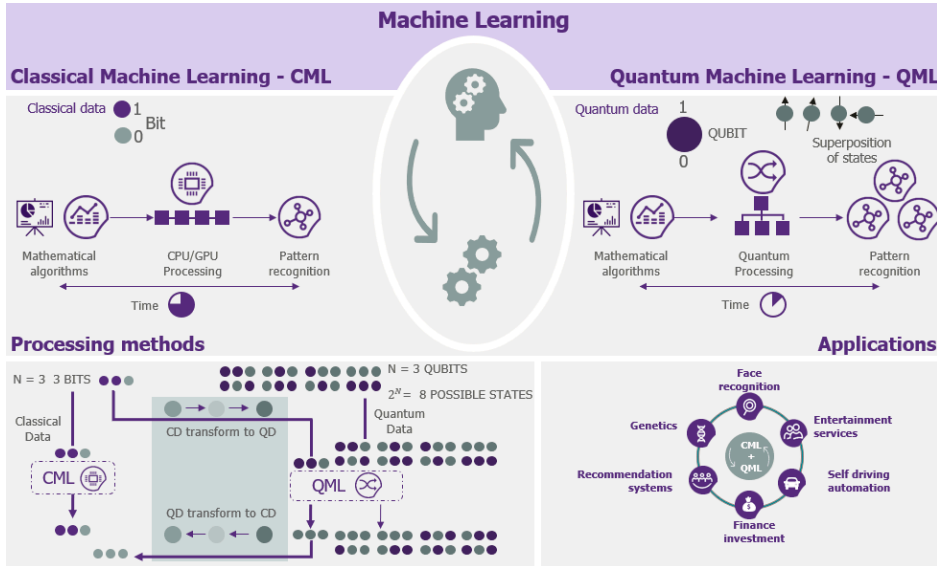 Machine Learning
Classical Machine Learning - CML
Quantum Machine Learning - QML
Classical data
1
0
Bit
Mathematical
algorithms
CPU/GPU
Processing
Pattern
recognition
Time
Quantum data
1
QUBIT
0
Superposition
of states
Mathematical
algorithms
Quantum
Processing
Pattern
recognition
Time
Processing methods
N = 3 3 BITS
N = 3 QUBITS
2^N = 8 POSSIBLE STATES
Classical
Data
Quantum
Data
CD transform to QD
CML
QML
QD transform to CD
Applications
Face
recognition
Genetics
Entertainment
services
CML
+
QML
Recommendation
systems
Self driving
automation
Finance
investment
$